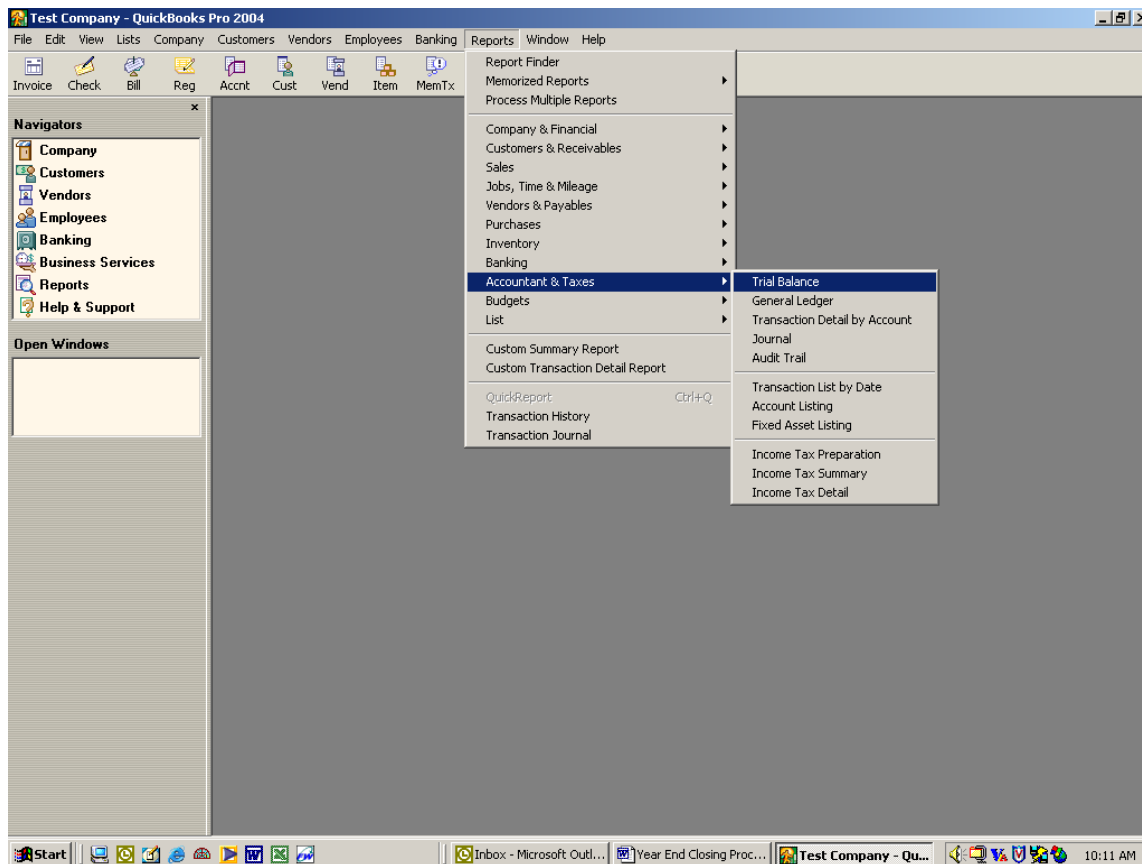 Test Company - QuickBooks Pro 2004
File Edit View Lists Company Customers Vendors Employees Banking Reports Window Help
Invoice Check Bill Reg Accnt Cust Vend Item MemTx
Navigators
Company
Customers
Vendors
Employees
Banking
Business Services
Reports
Help & Support
Open Windows
Report Finder
Memorized Reports
Process Multiple Reports
Company & Financial
Customers & Receivables
Sales
Jobs, Time & Mileage
Vendors & Payables
Purchases
Inventory
Banking
Accountant & Taxes
Budgets
List
Custom Summary Report
Custom Transaction Detail Report
QuickReport Ctrl+Q
Transaction History
Transaction Journal
Trial Balance
General Ledger
Transaction Detail by Account
Journal
Audit Trail
Transaction List by Date
Account Listing
Fixed Asset Listing
Income Tax Preparation
Income Tax Summary
Income Tax Detail
Start Inbox - Microsoft Outl... Year End Closing Proc... Test Company - Qu... 10:11 AM